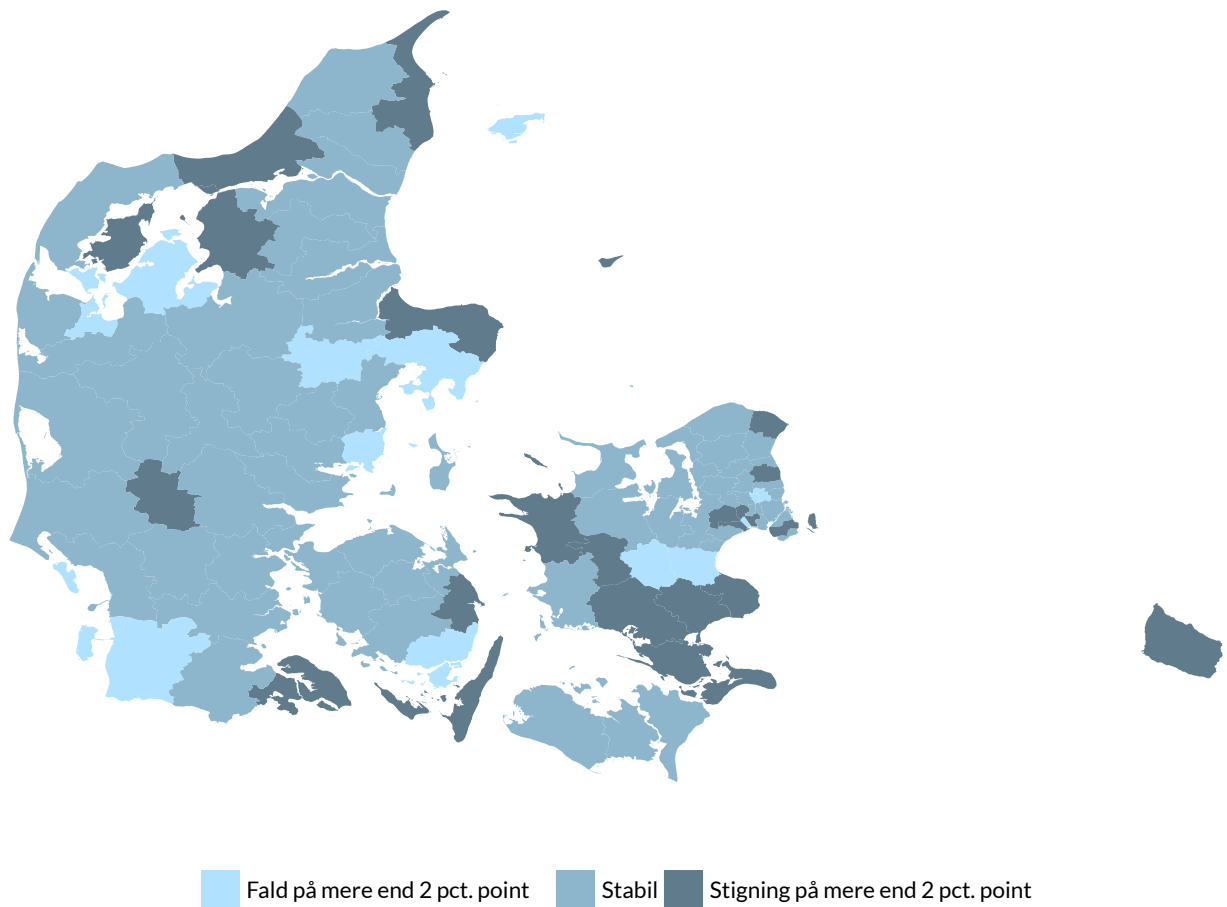 Fald på mere end 2 pct. point Stabil Stigning på mere end 2 pct. point